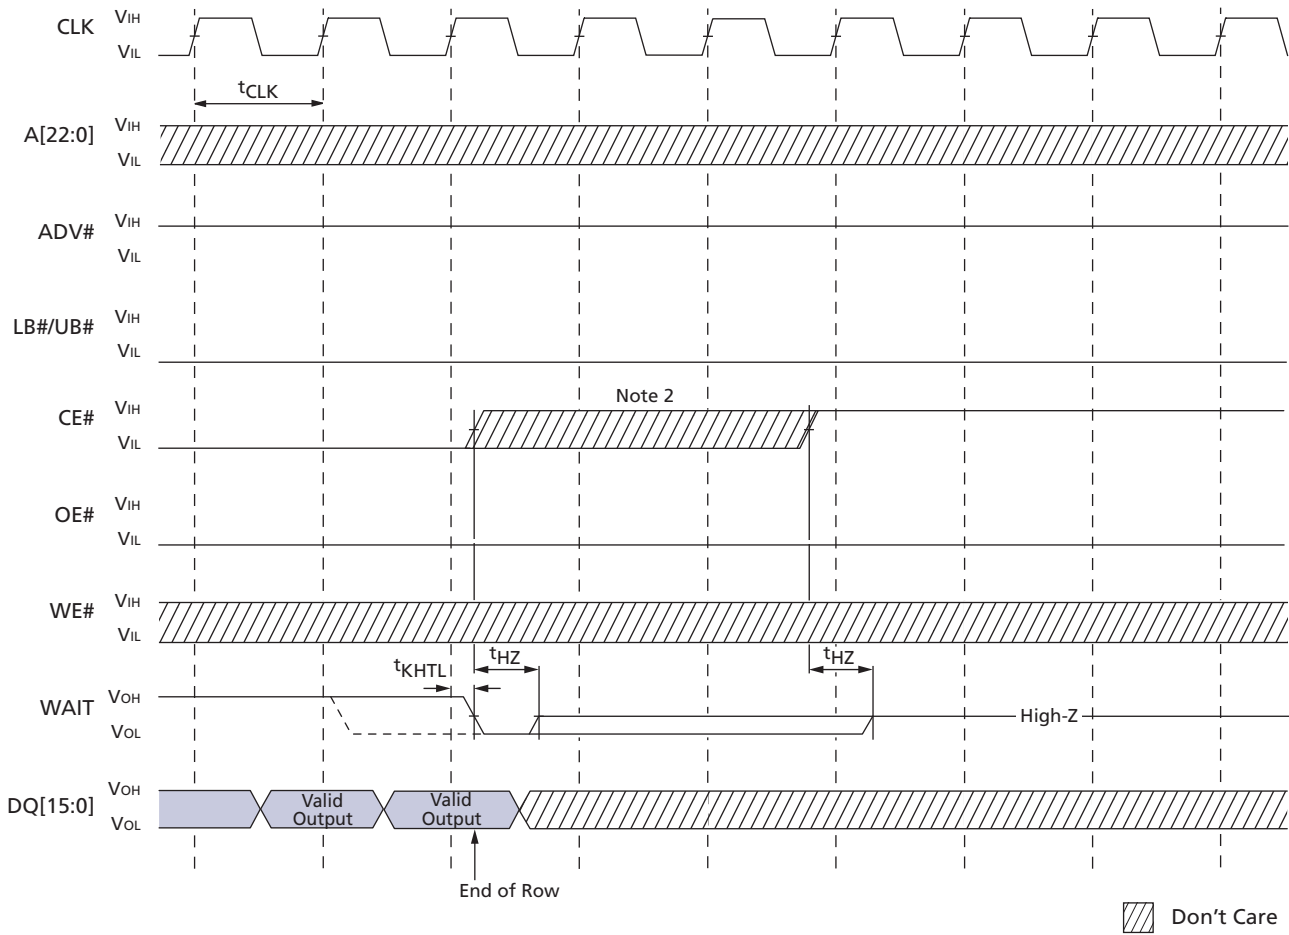 CLK VIH
VIL
tCLK
A[22:0] VIH
VIL
ADV# VIH
VIL
LB#/UB# VIH
VIL
Note 2
CE# VIH
VIL
OE# VIH
VIL
WE# VIH
VIL
tKHTL tHZ tHZ
WAIT VOH
VOL
High-Z
DQ[15:0] VOH
VOL
Valid
Output
Valid
Output
End of Row
Don't Care